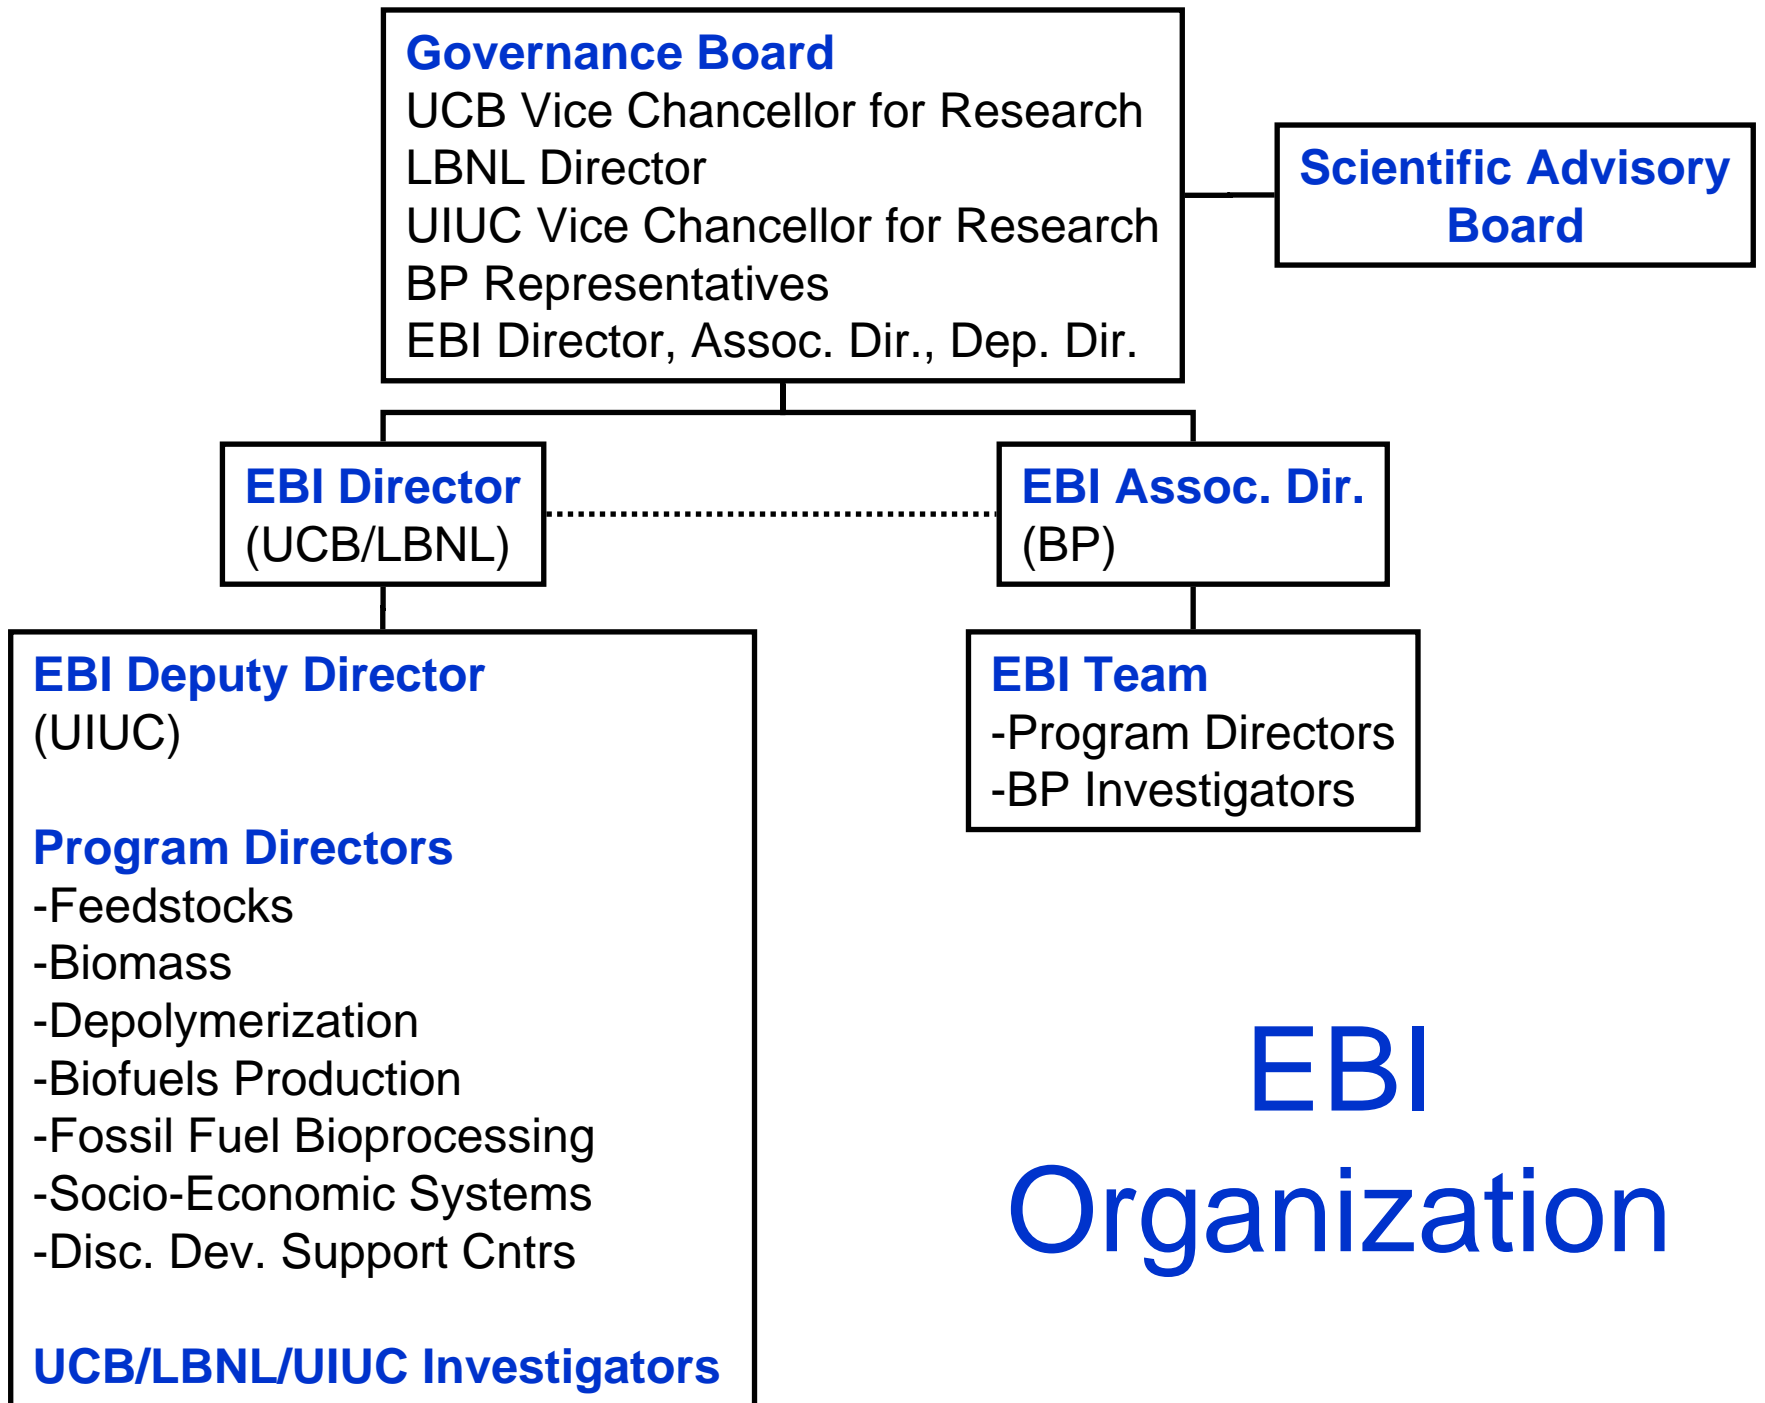 Governance Board
UCB Vice Chancellor for Research
LBNL Director
UIUC Vice Chancellor for Research
BP Representatives
EBI Director, Assoc. Dir., Dep. Dir.
Scientific Advisory
Board
EBI Director
(UCB/LBNL)
EBI Assoc. Dir.
(BP)
EBI Deputy Director
(UIUC)
Program Directors
-Feedstocks
-Biomass
-Depolymerization
-Biofuels Production
-Fossil Fuel Bioprocessing
-Socio-Economic Systems
-Disc. Dev. Support Cntrs
UCB/LBNL/UIUC Investigators
EBI Team
-Program Directors
-BP Investigators
EBI
Organization